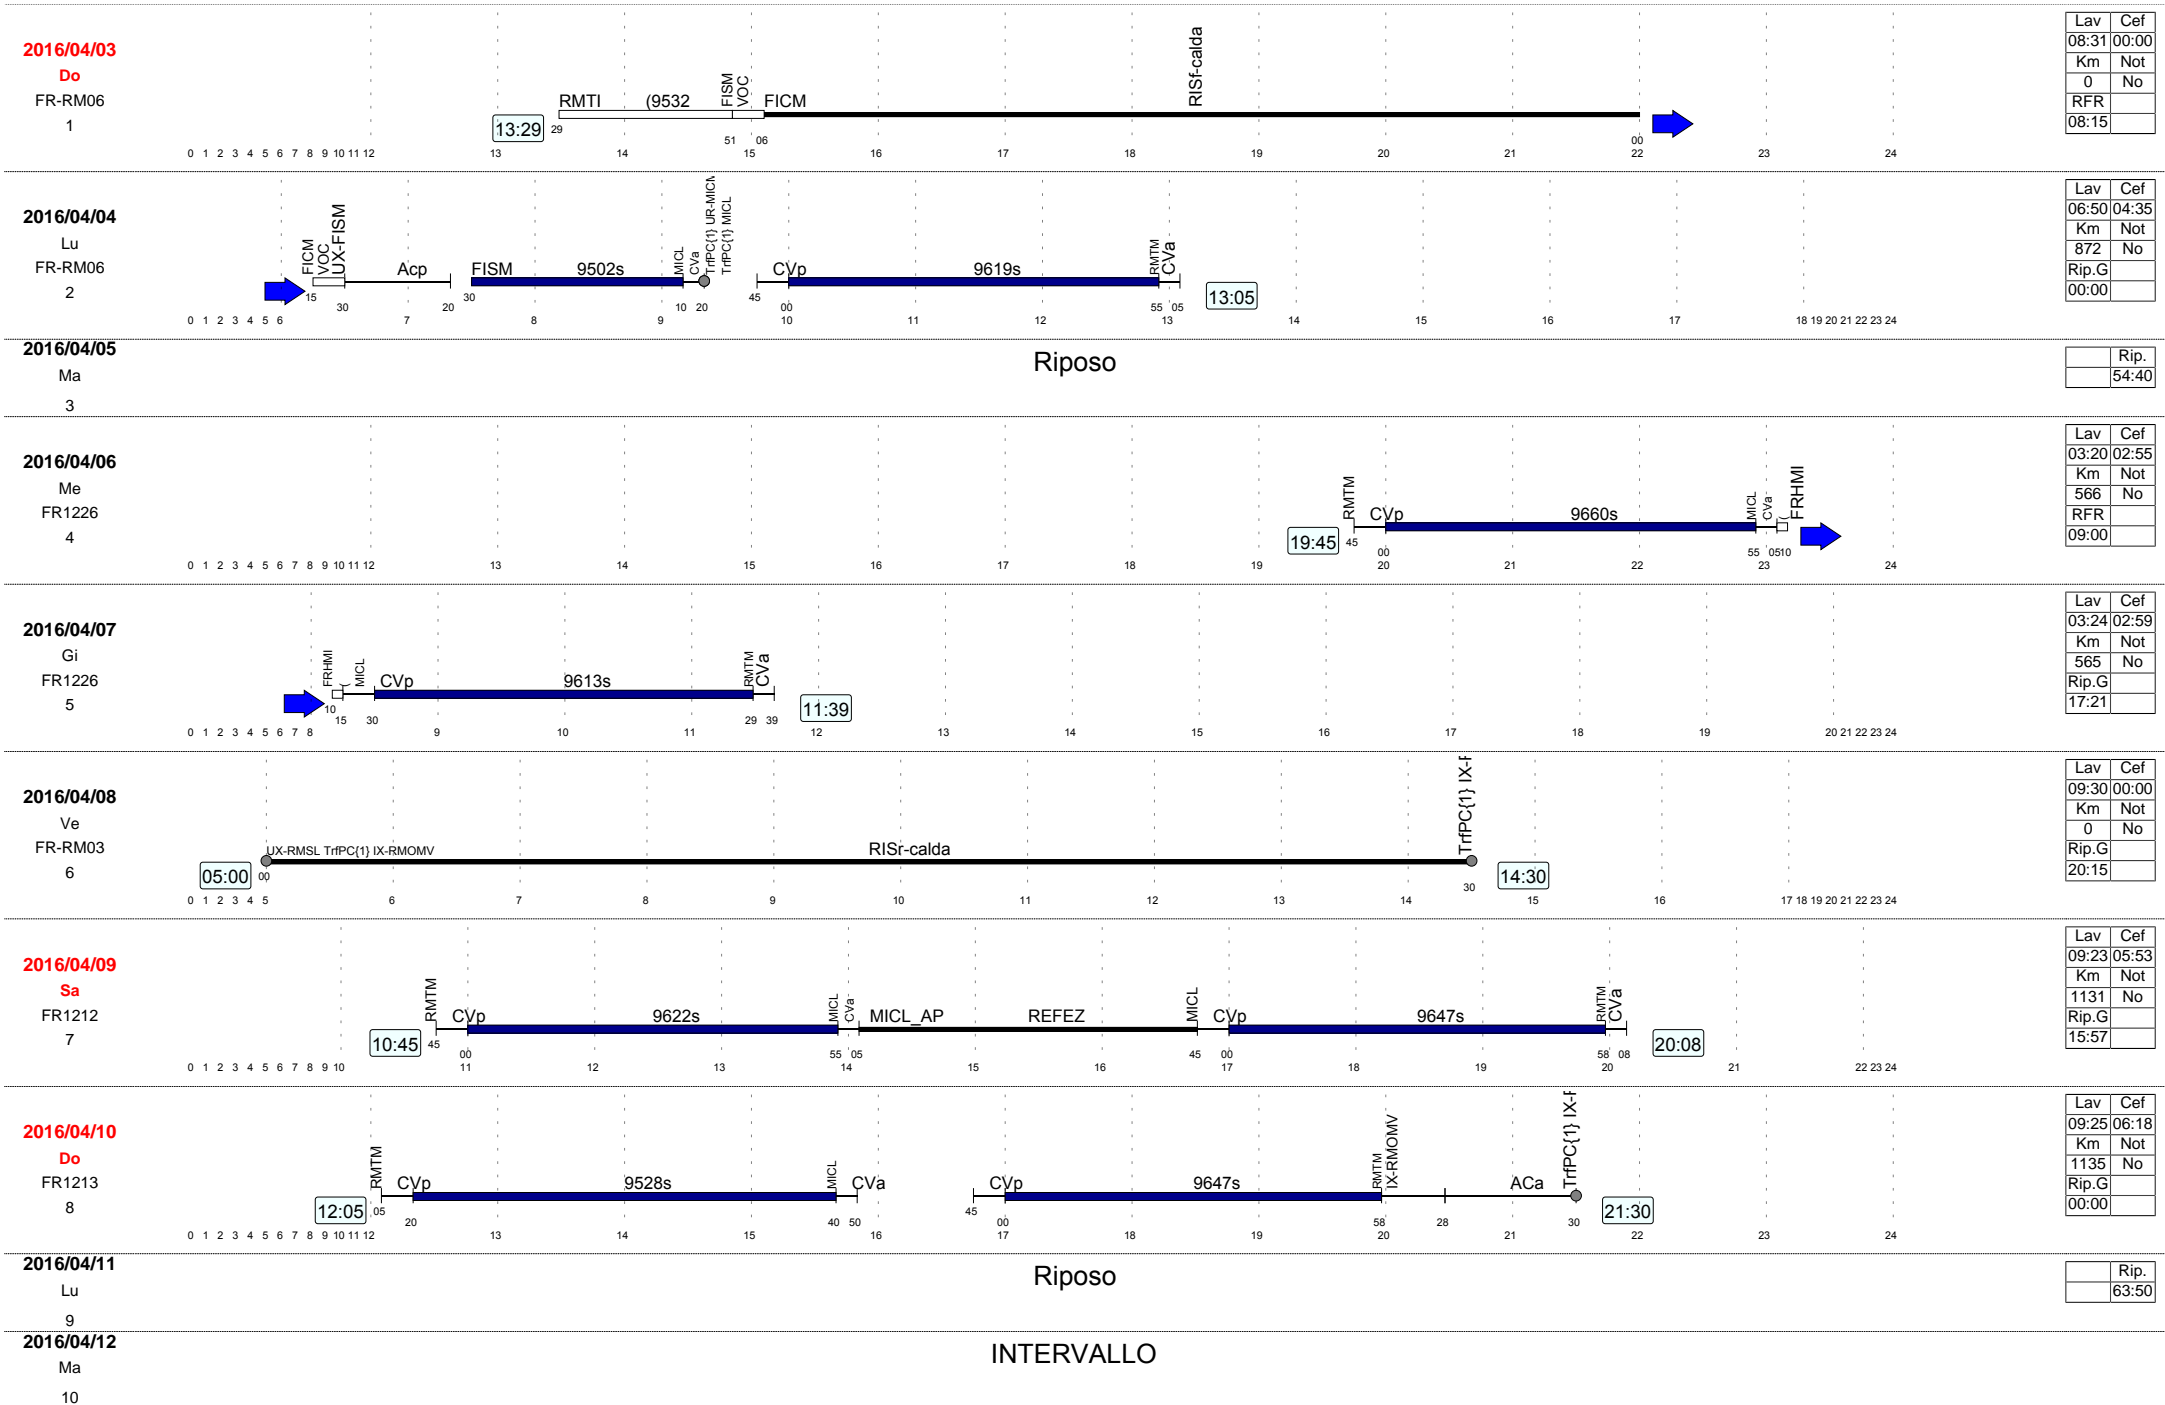 2016/04/03
Do
FR-RM06
1
13:29
29
RMTI (9532
FISM
VOC
FICM
RISf-calda
51 06 00
0 1 2 3 4 5 6 7 8 9 10 11 12 13 14 15 16 17 18 19 20 21 22 23 24
Lav Cef
08:31 00:00
Km Not
0 No
RFR
08:15
2016/04/04
Lu
FR-RM06
2
FICM
VOC
UX-FISM
Acp
FISM 9502s
MICL
CVa
TrfPC{1} UR-MICM
TrfPC{1} MICL
CVp 9619s
RMTM
CVa
15 30 20 30 10 20 45 00 55 05
13:05
0 1 2 3 4 5 6 7 8 9 10 11 12 13 14 15 16 17 18 19 20 21 22 23 24
Lav Cef
06:50 04:35
Km Not
872 No
Rip.G
00:00
2016/04/05
Ma
3
Riposo
Rip.
54:40
2016/04/06
Me
FR1226
4
19:45
RMTM
CVp 9660s
MICL
CVa
(
FRHMI
45 00 55 0510
0 1 2 3 4 5 6 7 8 9 10 11 12 13 14 15 16 17 18 19 20 21 22 23 24
Lav Cef
03:20 02:55
Km Not
566 No
RFR
09:00
2016/04/07
Gi
FR1226
5
FRHMI
(
MICL
CVp 9613s
RMTM
CVa
10 15 30 29 39
11:39
0 1 2 3 4 5 6 7 8 9 10 11 12 13 14 15 16 17 18 19 20 21 22 23 24
Lav Cef
03:24 02:59
Km Not
565 No
Rip.G
17:21
2016/04/08
Ve
FR-RM03
6
05:00
UX-RMSL TrfPC{1} IX-RMOMV
RISr-calda
TrfPC{1} IX-
00 30
14:30
0 1 2 3 4 5 6 7 8 9 10 11 12 13 14 15 16 17 18 19 20 21 22 23 24
Lav Cef
09:30 00:00
Km Not
0 No
Rip.G
20:15
2016/04/09
Sa
FR1212
7
10:45
RMTM
CVp 9622s
MICL
CVa
MICL_AP REFEZ
MICL
CVp 9647s
RMTM
CVa
45 00 55 05 45 00 58 08
20:08
0 1 2 3 4 5 6 7 8 9 10 11 12 13 14 15 16 17 18 19 20 21 22 23 24
Lav Cef
09:23 05:53
Km Not
1131 No
Rip.G
15:57
2016/04/10
Do
FR1213
8
12:05
RMTM
CVp 9528s
MICL
CVa
CVp 9647s
RMTM
IX-RMOMV
ACa
TrfPC{1} IX-
05 20 40 50 45 00 58 28 30
21:30
0 1 2 3 4 5 6 7 8 9 10 11 12 13 14 15 16 17 18 19 20 21 22 23 24
Lav Cef
09:25 06:18
Km Not
1135 No
Rip.G
00:00
2016/04/11
Lu
9
Riposo
Rip.
63:50
2016/04/12
Ma
10
INTERVALLO